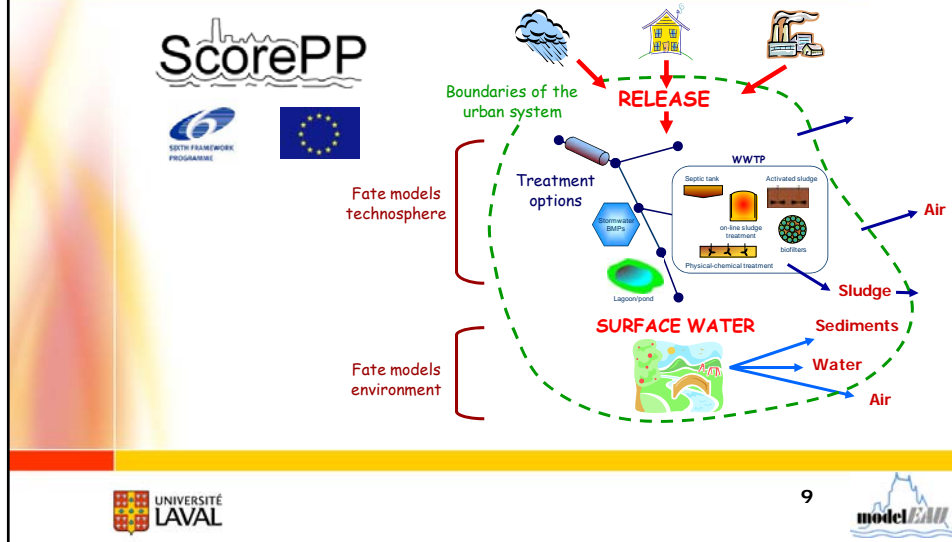 ScorePP
SIXTH FRAMEWORK
PROGRAMME
Boundaries of the
urban system
RELEASE
Fate models
technosphere
Treatment
options
Stormwater
BMPs
Lagoon/pond
WWTP
Septic tank
Activated sludge
on-line sludge
treatment
biofilters
Physical-chemical treatment
Air
Sludge
SURFACE WATER
Sediments
Water
Air
Fate models
environment
UNIVERSITÉ
LAVAL
9
modelEAU